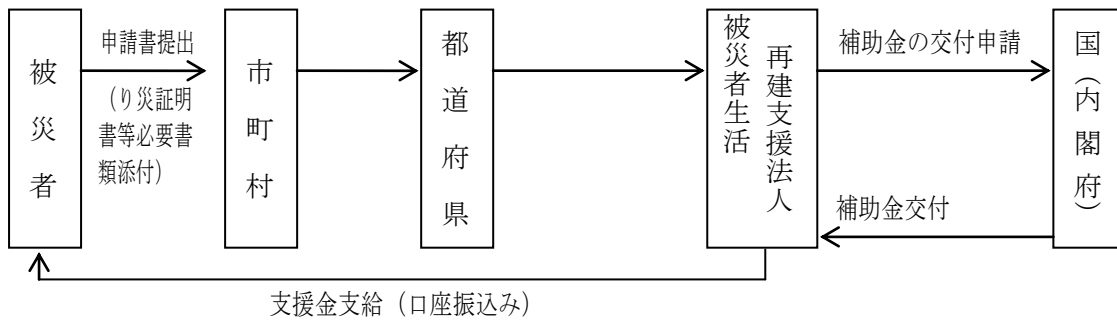 被災者
申請書提出
（り災証明
書等必要書
類添付）
市町村
都道府県
被災者生活
再建支援法人
補助金の交付申請
補助金交付
国（内閣府）
支援金支給（口座振込み）